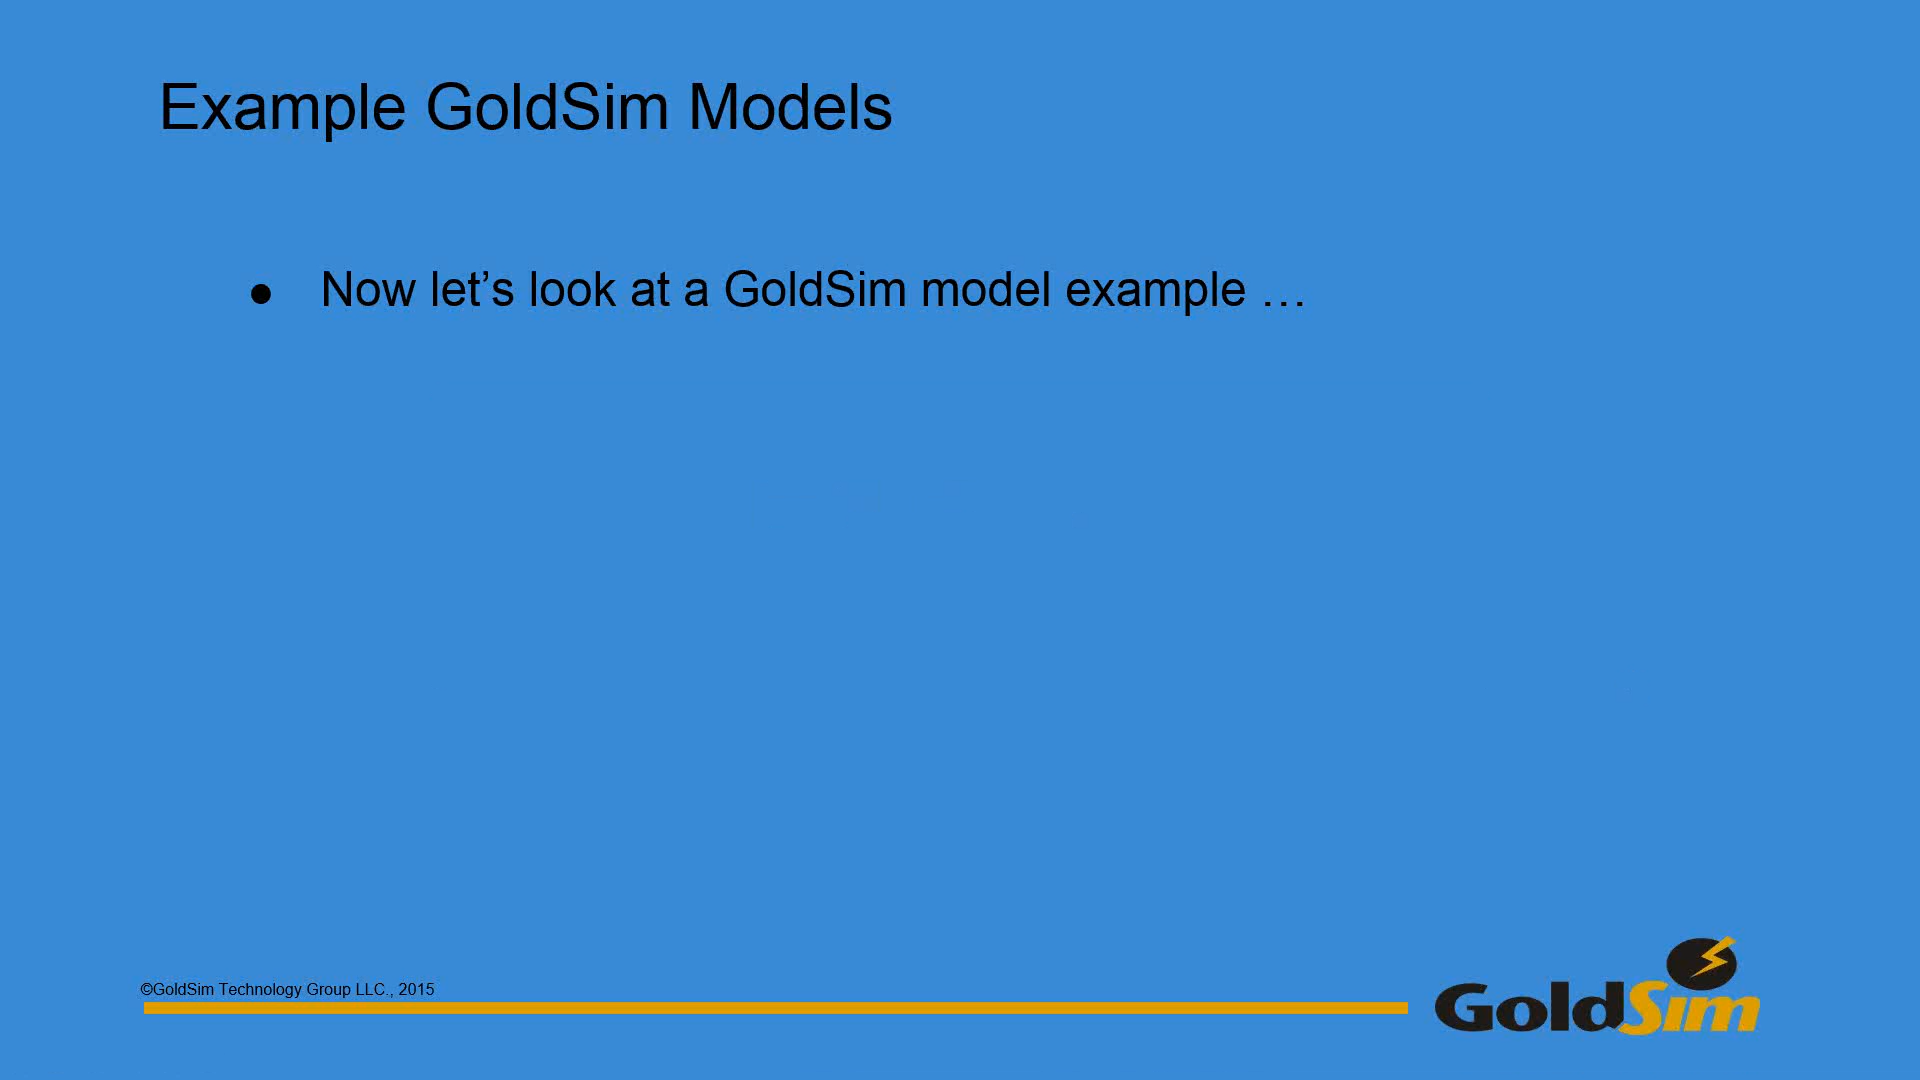 Example GoldSim Models
● Now let’s look at a GoldSim model example …
©GoldSim Technology Group LLC., 2015
GoldSim